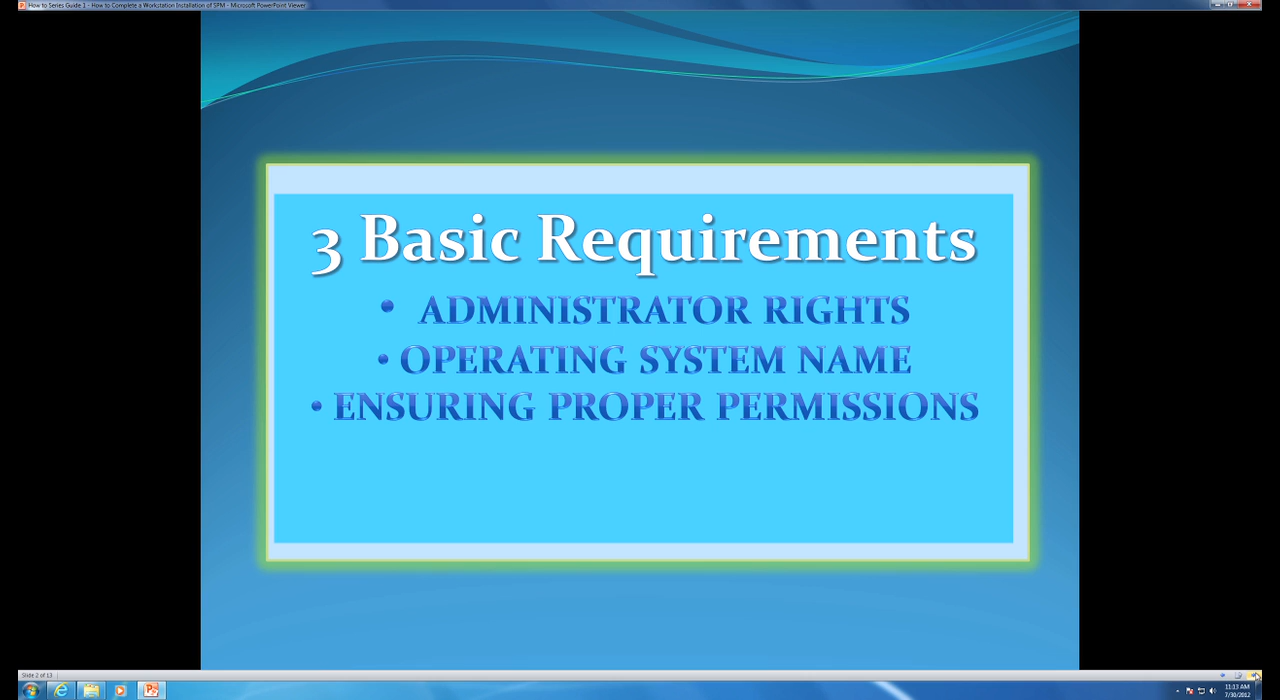 How to Series Guide 1 - How to Complete a Workstation Installation of SPM - Microsoft PowerPoint Viewer
3 Basic Requirements
• ADMINISTRATOR RIGHTS
• OPERATING SYSTEM NAME
• ENSURING PROPER PERMISSIONS
Slide 2 of 13
11:13 AM
7/30/2012